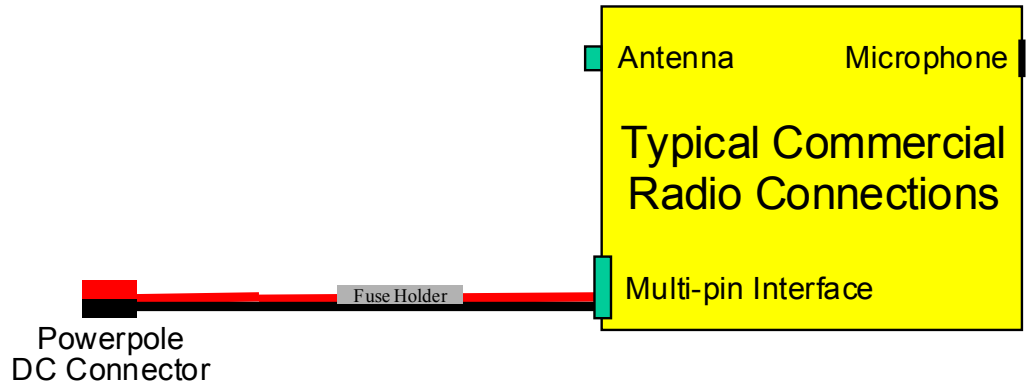 Antenna
Microphone
Typical Commercial
Radio Connections
Multi-pin Interface
Fuse Holder
Powerpole
DC Connector